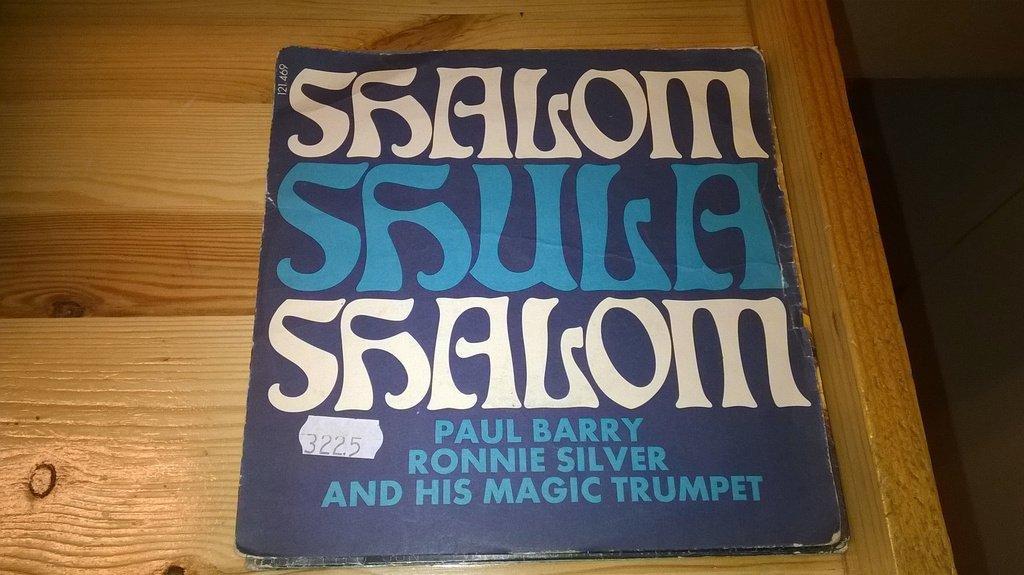 121.469
SHALOM
SHULA
SHALOM
3225
PAUL BARRY
RONNIE SILVER
AND HIS MAGIC TRUMPET